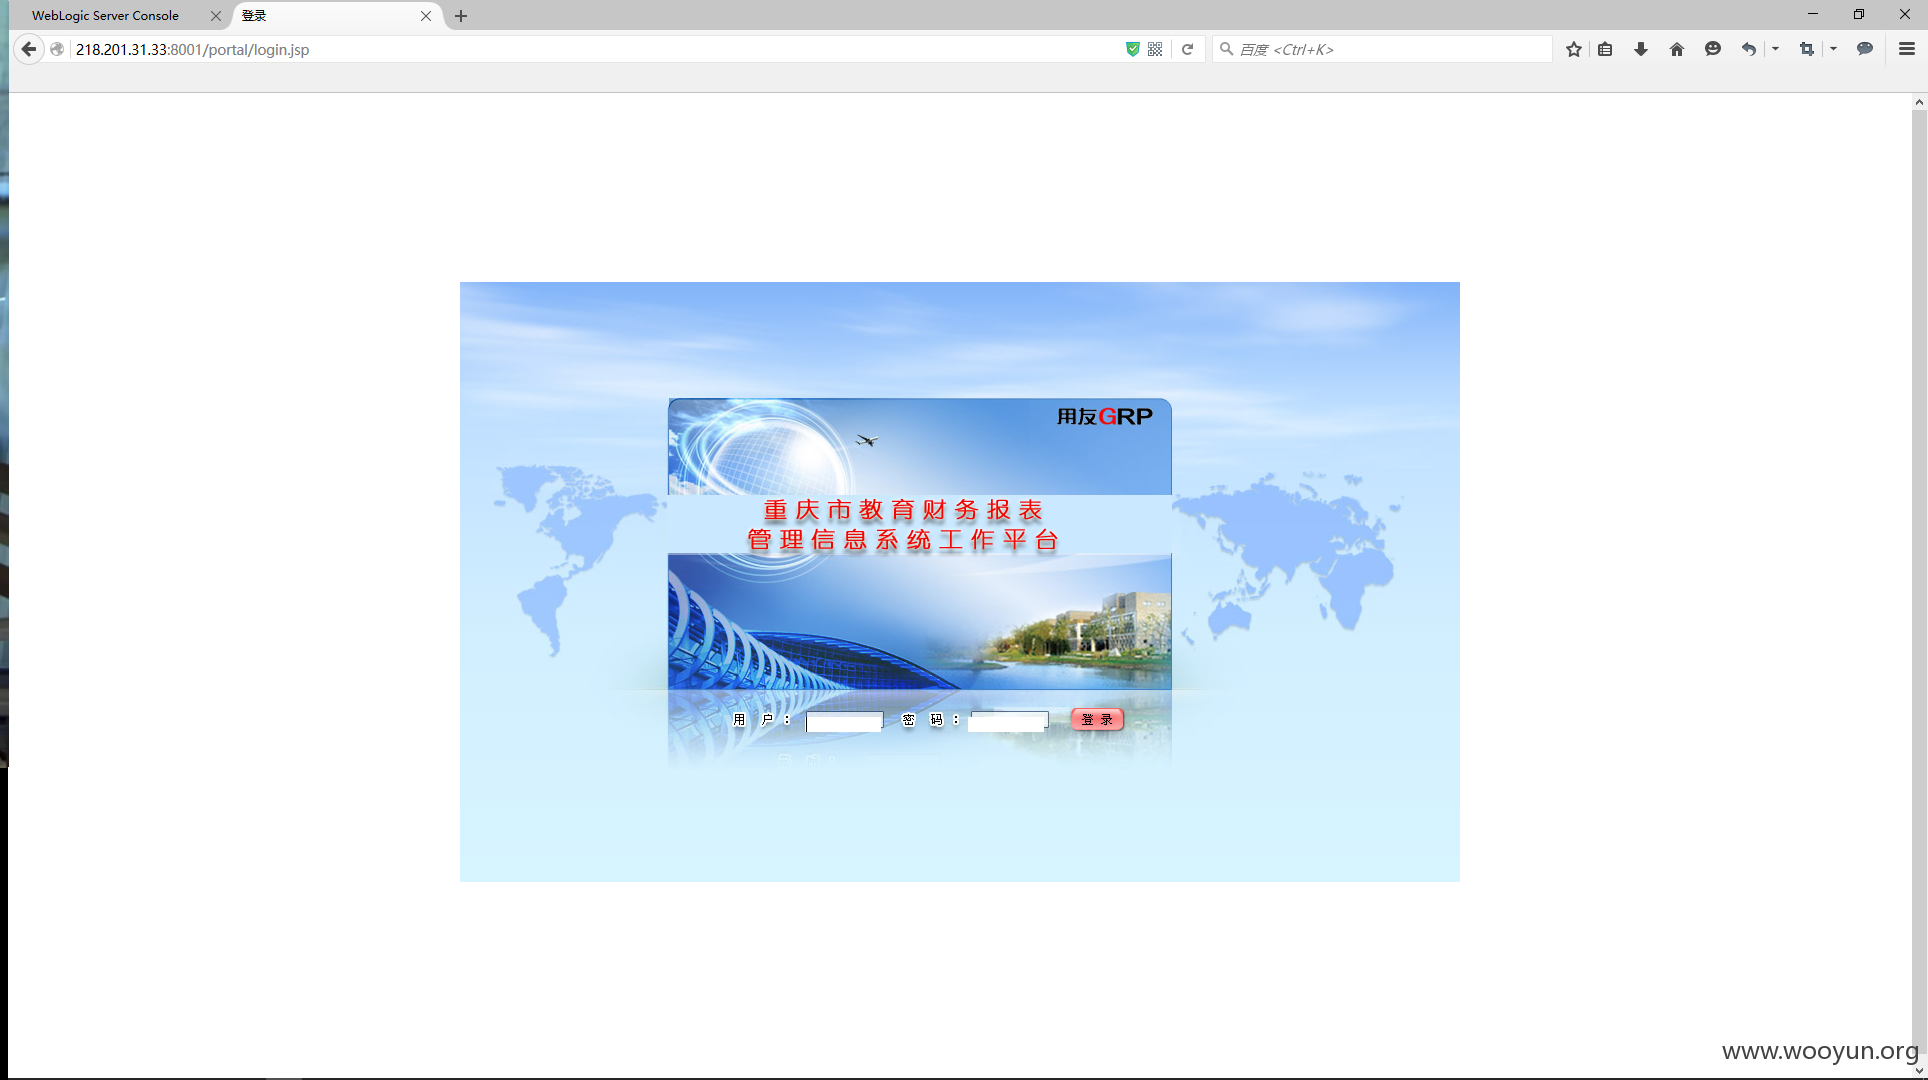 WebLogic Server Console
登录
218.201.31.33:8001/portal/login.jsp
百度 <Ctrl+K>
用友GRP
重庆市教育财务报表
管理信息系统工作平台
用 户 :
密 码 :
登 录
www.wooyun.org